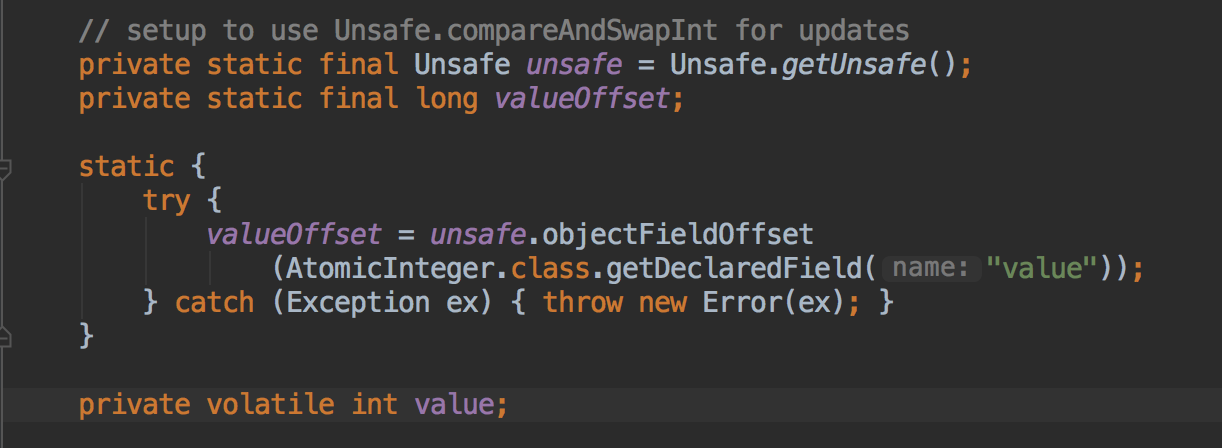 // setup to use Unsafe.compareAndSwapInt for updates
private static final Unsafe unsafe = Unsafe.getUnsafe();
private static final long valueOffset;
static {
try {
valueOffset = unsafe.objectFieldOffset
(AtomicInteger.class.getDeclaredField( name: "value"));
} catch (Exception ex) { throw new Error(ex); }
}
private volatile int value;